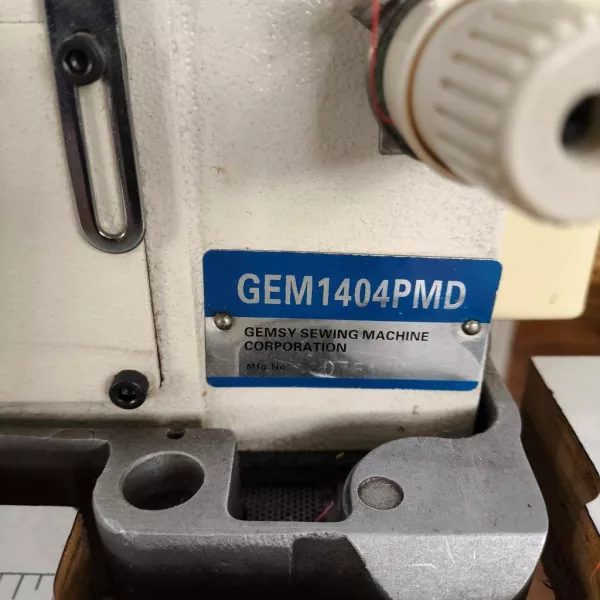 GEM1404PMD
GEMSY SEWING MACHINE
CORPORATION
Mfg.No